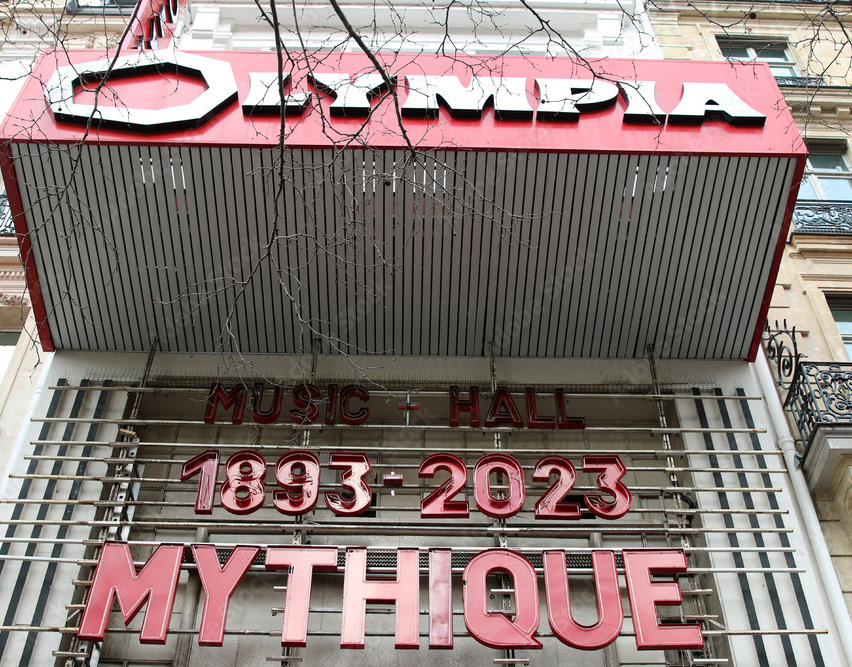 OLYMPIA
MUSIC - HALL
1893 - 2023
MYTHIQUE